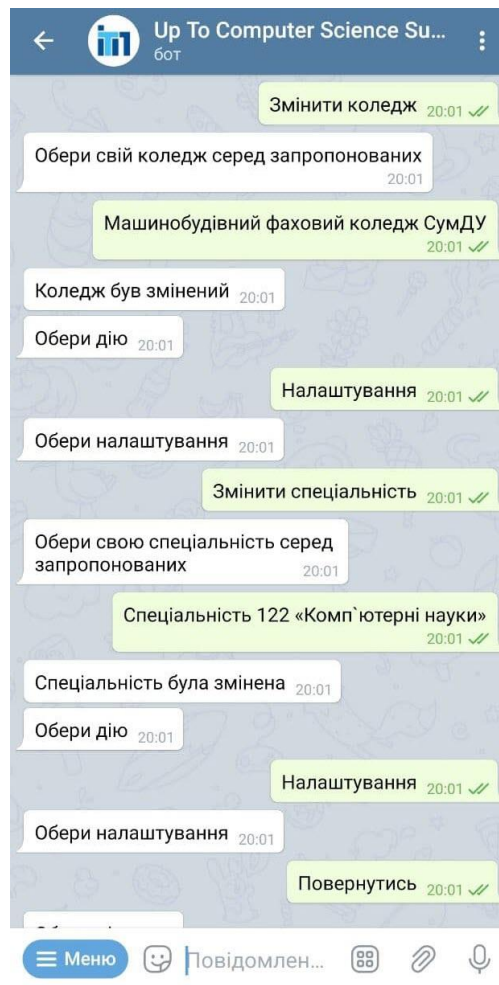 Up To Computer Science Su...
бот
Змінити коледж 20:01
Обери свій коледж серед запропонованих
20:01
Машинобудівний фаховий коледж СумДУ
20:01
Коледж був змінений 20:01
Обери дію 20:01
Налаштування 20:01
Обери налаштування 20:01
Змінити спеціальність 20:01
Обери свою спеціальність серед
запропонованих 20:01
Спеціальність 122 «Комп`ютерні науки»
20:01
Спеціальність була змінена 20:01
Обери дію 20:01
Налаштування 20:01
Обери налаштування 20:01
Повернутись 20:01
Меню Повідомлен...